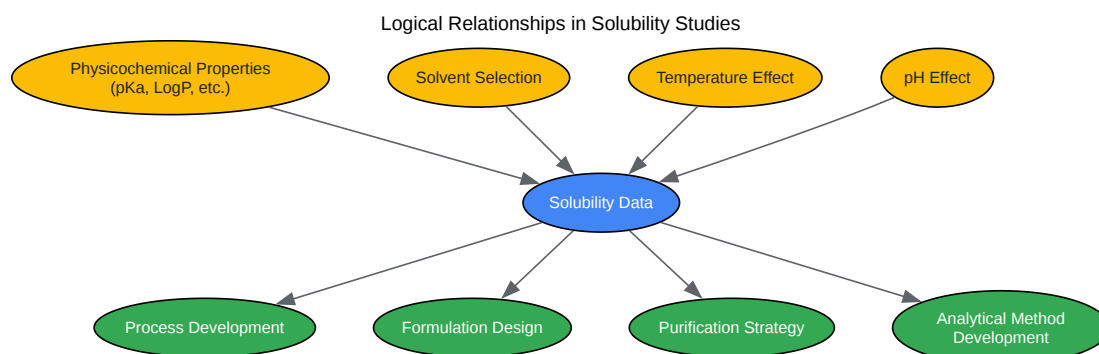 Logical Relationships in Solubility Studies
Physicochemical Properties
(pKa, LogP, etc.)
Solvent Selection
Temperature Effect
pH Effect
Solubility Data
Process Development
Formulation Design
Purification Strategy
Analytical Method
Development